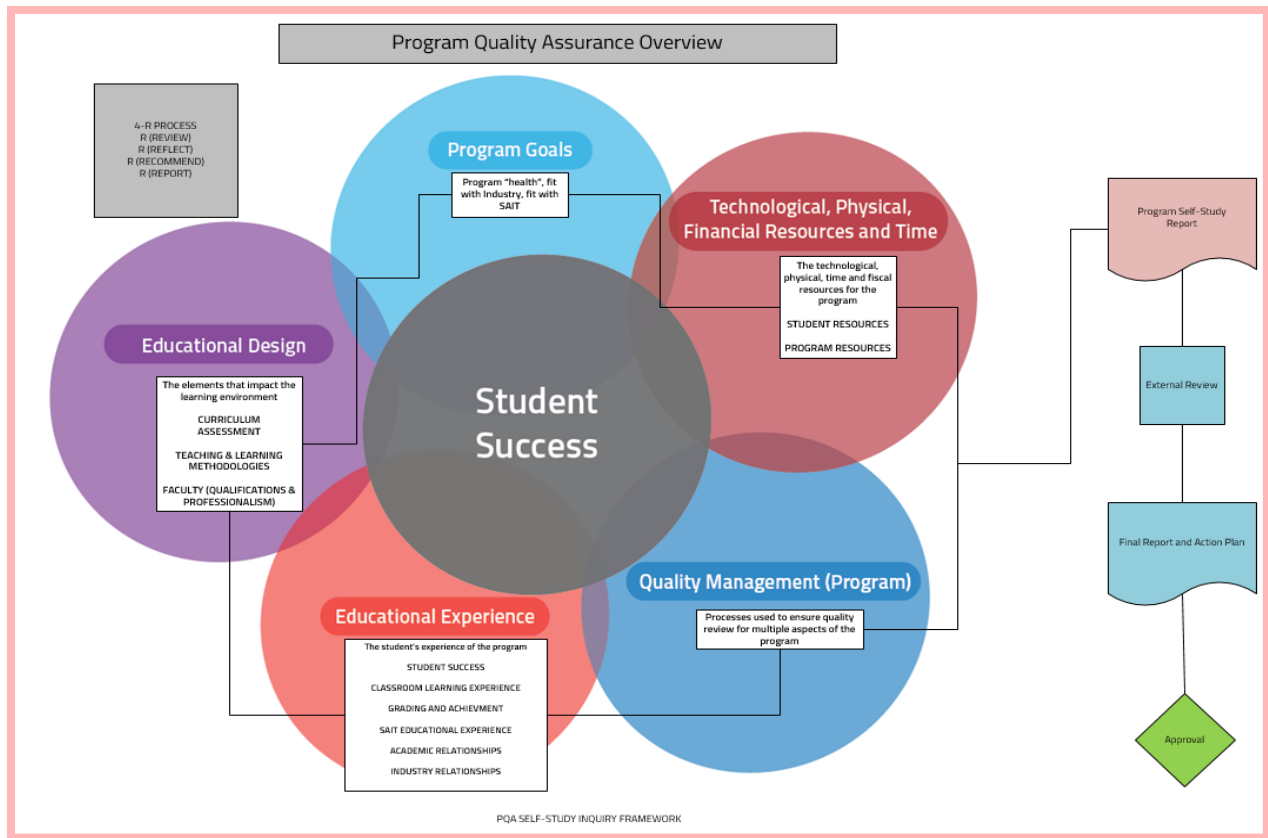 Program Quality Assurance Overview
4-R PROCESS
R (REVIEW)
R (REFLECT)
R (RECOMMEND)
R (REPORT)
Program Goals
Program “health”, fit
with Industry, fit with
SAIT
Technological, Physical,
Financial Resources and Time
The technological,
physical, time and fiscal
resources for the
program
STUDENT RESOURCES
PROGRAM RESOURCES
Educational Design
The elements that impact the
learning environment
CURRICULUM
ASSESSMENT
TEACHING & LEARNING
METHODOLOGIES
FACULTY (QUALIFICATIONS &
PROFESSIONALISM)
Student
Success
Educational Experience
The student’s experience of the program
STUDENT SUCCESS
CLASSROOM LEARNING EXPERIENCE
GRADING AND ACHIEVMENT
SAIT EDUCATIONAL EXPERIENCE
ACADEMIC RELATIONSHIPS
INDUSTRY RELATIONSHIPS
Quality Management (Program)
Processes used to ensure quality
review for multiple aspects of the
program
Program Self-Study
Report
External Review
Final Report and Action Plan
Approval
PQA SELF-STUDY INQUIRY FRAMEWORK